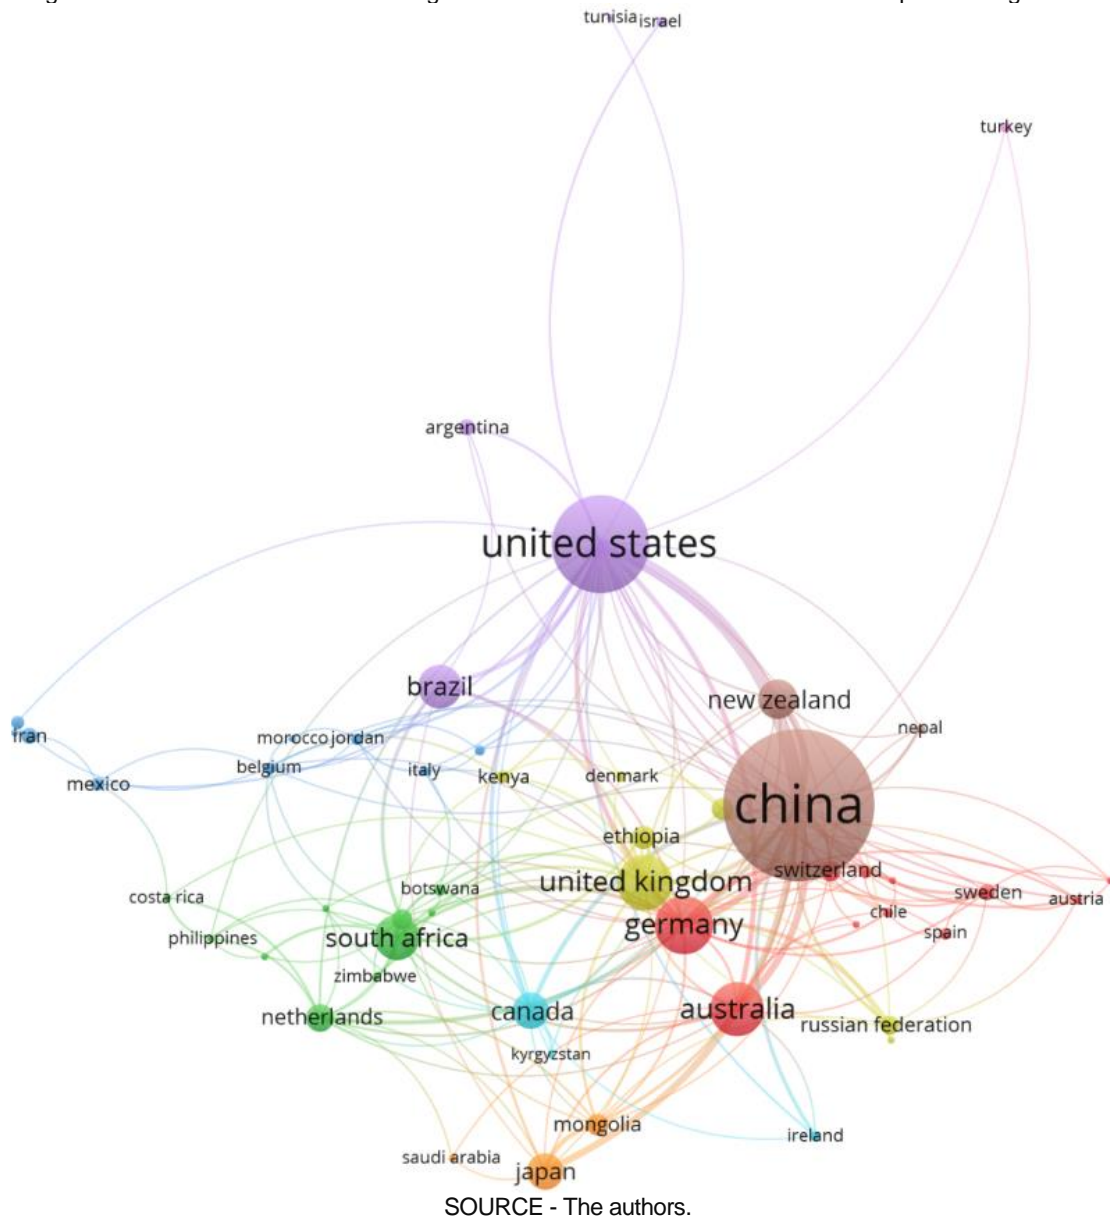 tunisia
israel
turkey
argentina
united states
brazil
new zealand
nepal
iran
morocco
jordan
belgium
italy
kenya
denmark
mexico
china
ethiopia
switzerland
united kingdom
botswana
costa rica
sweden
austria
chile
germany
spain
philippines
south africa
zimbabwe
netherlands
canada
australia
russian federation
kyrgyzstan
mongolia
ireland
saudi arabia
japan
SOURCE - The authors.